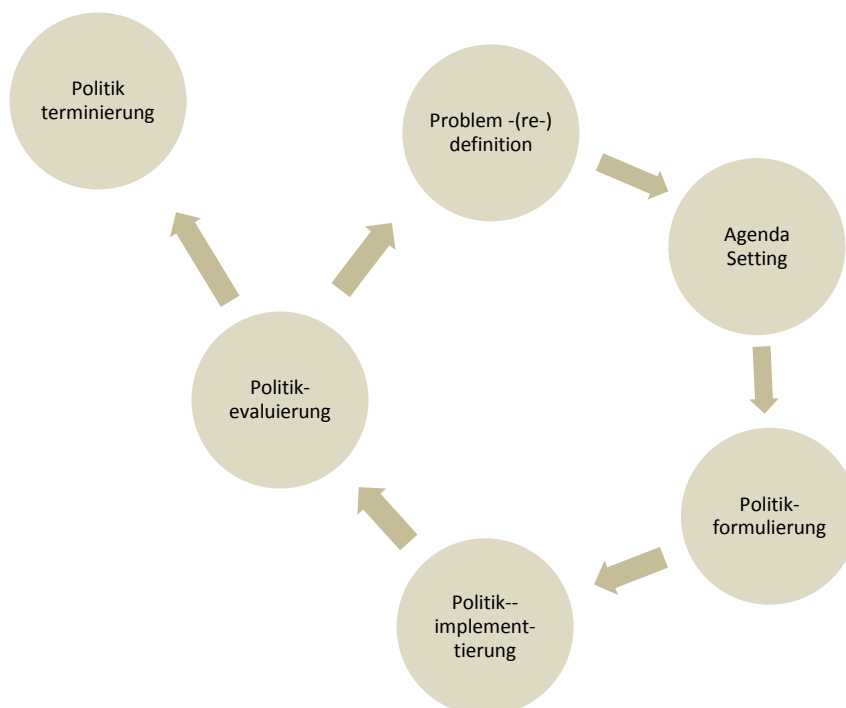 Politik
terminierung
Problem -(re-)
definition
Agenda
Setting
Politik-
formulierung
Politik--
implement-
tierung
Politik-
evaluierung